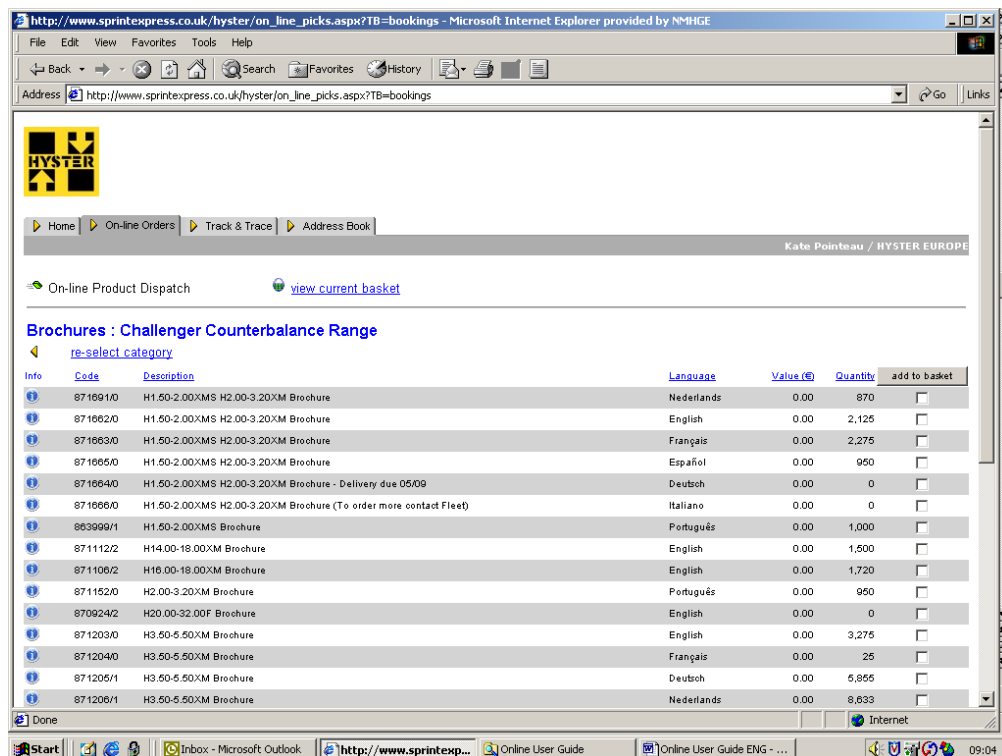 http://www.sprintexpress.co.uk/hyster/on_line_picks.aspx?TB=bookings - Microsoft Internet Explorer provided by NMHGE
File Edit View Favorites Tools Help
Back Search Favorites History
Address http://www.sprintexpress.co.uk/hyster/on_line_picks.aspx?TB=bookings Go Links
HYSTER
Home On-line Orders Track & Trace Address Book
Kate Pointeau / HYSTER EUROPE
On-line Product Dispatch view current basket
Brochures : Challenger Counterbalance Range
re-select category
Info Code Description Language Value (€) Quantity add to basket
871691/0 H1.50-2.00XMS H2.00-3.20XM Brochure Nederlands 0.00 870
871662/0 H1.50-2.00XMS H2.00-3.20XM Brochure English 0.00 2,125
871663/0 H1.50-2.00XMS H2.00-3.20XM Brochure Français 0.00 2,275
871665/0 H1.50-2.00XMS H2.00-3.20XM Brochure Español 0.00 950
871664/0 H1.50-2.00XMS H2.00-3.20XM Brochure - Delivery due 05/09 Deutsch 0.00 0
871666/0 H1.50-2.00XMS H2.00-3.20XM Brochure (To order more contact Fleet) Italiano 0.00 0
863999/1 H1.50-2.00XMS Brochure Português 0.00 1,000
871112/2 H14.00-18.00XM Brochure English 0.00 1,500
871106/2 H16.00-18.00XM Brochure English 0.00 1,720
871152/0 H2.00-3.20XM Brochure Português 0.00 950
870924/2 H20.00-32.00F Brochure English 0.00 0
871203/0 H3.50-5.50XM Brochure English 0.00 3,275
871204/0 H3.50-5.50XM Brochure Français 0.00 25
871205/1 H3.50-5.50XM Brochure Deutsch 0.00 5,855
871206/1 H3.50-5.50XM Brochure Nederlands 0.00 8,633
Done Internet
Start Inbox - Microsoft Outlook http://www.sprintexp... Online User Guide Online User Guide ENG - ... 09:04